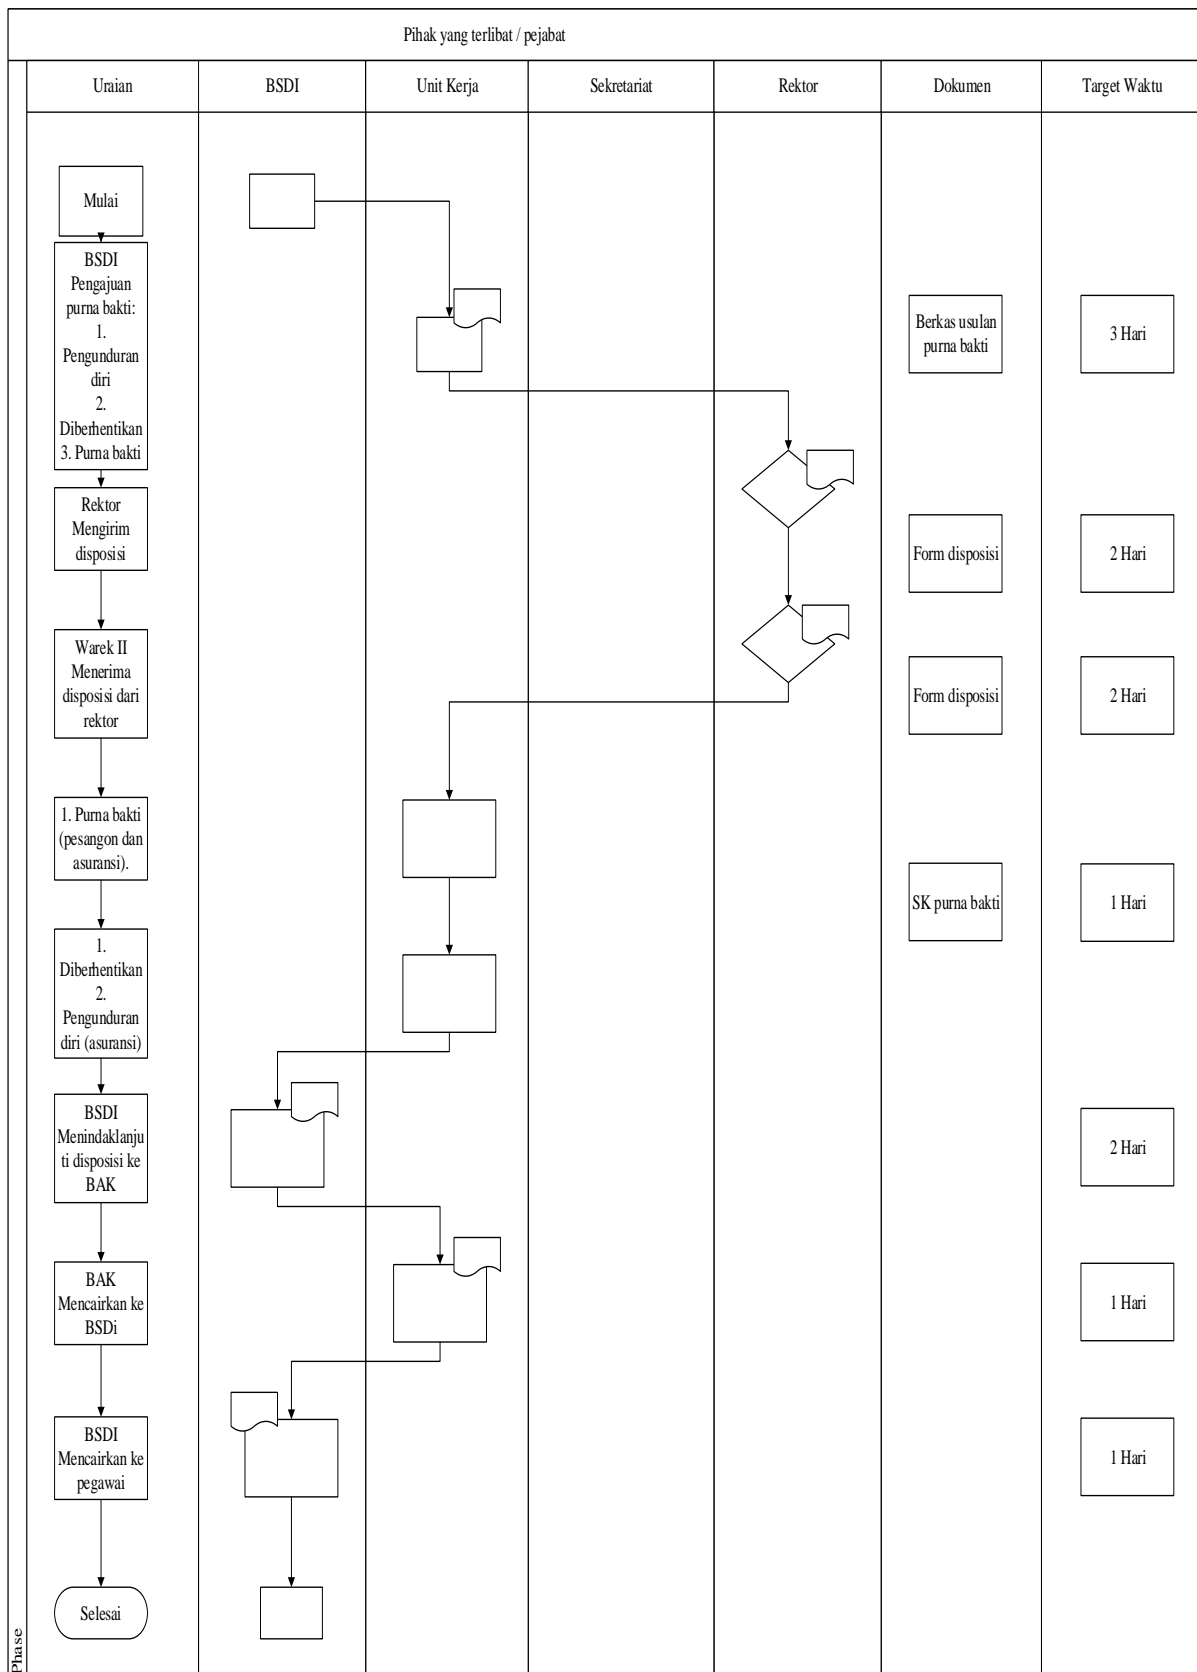 Pihak yang terlibat / pejabat
Uraian
BSDI
Unit Kerja
Sekretariat
Rektor
Dokumen
Target Waktu
Mulai
BSDI
Pengajuan
purna bakti:
1.
Pengunduran
diri
2.
Diberhentikan
3. Purna bakti
Berkas usulan
purna bakti
3 Hari
Rektor
Mengirim
disposisi
Form disposisi
2 Hari
Warek II
Menerima
disposisi dari
rektor
Form disposisi
2 Hari
1. Purna bakti
(pesangon dan
asuransi).
SK purna bakti
1 Hari
1.
Diberhentikan
2.
Pengunduran
diri (asuransi)
BSDI
Menindaklanju
ti disposisi ke
BAK
2 Hari
BAK
Mencairkan ke
BSDi
1 Hari
BSDI
Mencairkan ke
pegawai
1 Hari
Selesai
Phase